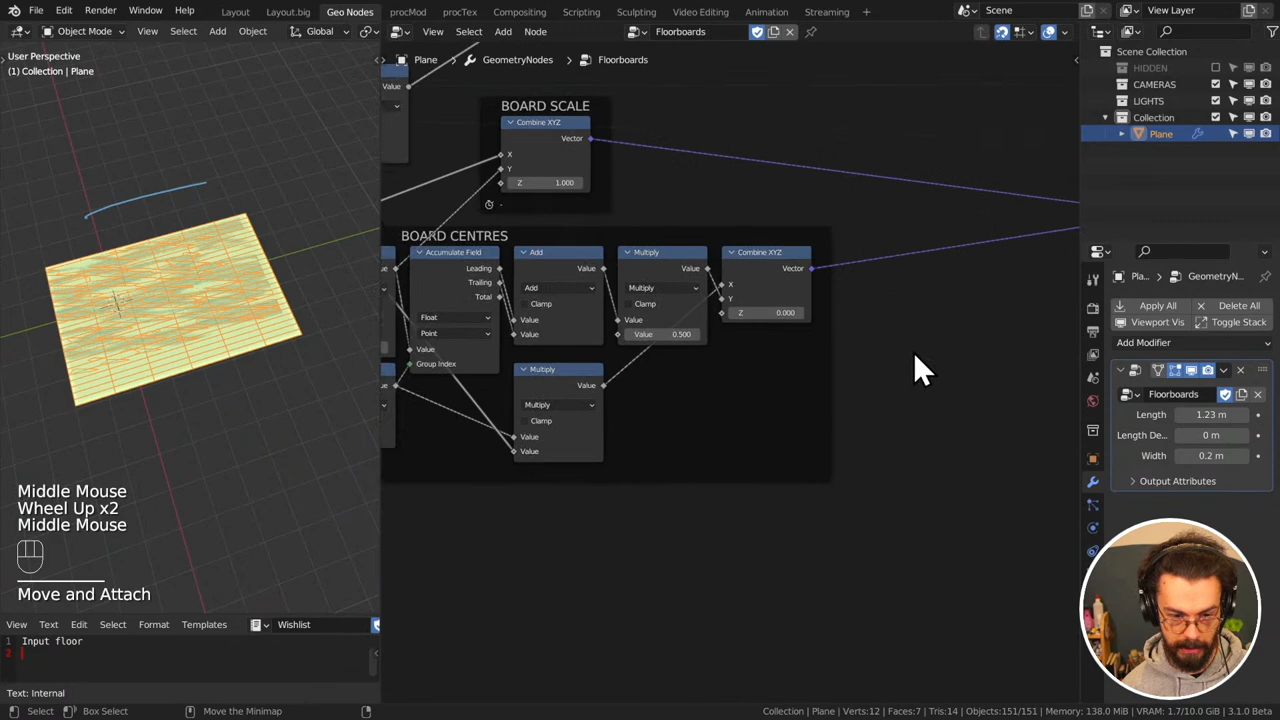 File Edit Render Window Help Layout Layout.big Geo Nodes procMod procTex Compositing Scripting Sculpting Video Editing Animation Streaming + Scene View Layer
Object Mode View Select Add Object Global View Select Add Node Floorboards
User Perspective
(1) Collection | Plane
Plane GeometryNodes Floorboards
Scene Collection
HIDDEN
CAMERAS
LIGHTS
Collection
Plane
Value
BOARD SCALE
Combine XYZ
Vector
X
Y
Z 1.000
BOARD CENTRES
Accumulate Field
Leading
Trailing
Total
Float
Point
Value
Group Index
Add
Value
Add
Clamp
Value
Value
Multiply
Value
Multiply
Clamp
Value
Value 0.500
Combine XYZ
Vector
X
Y
Z 0.000
Multiply
Value
Multiply
Clamp
Value
Value
Pla... GeometryN...
Apply All Delete All
Viewport Vis Toggle Stack
Add Modifier
Floorboards
Length 1.23 m
Length De... 0 m
Width 0.2 m
Output Attributes
Middle Mouse
Wheel Up x2
Middle Mouse
Move and Attach
View Text Edit Select Format Templates Wishlist
1 Input floor
2
Text: Internal
Select Box Select Move the Minimap Collection | Plane | Verts:12 | Faces:7 | Tris:14 | Objects:151/151 | Memory: 138.0 MiB | VRAM: 1.7/10.0 GiB | 3.1.0 Beta